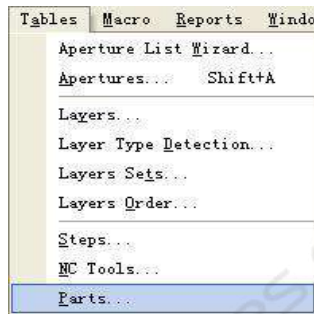 Tables Macro Reports Windo
Aperture List Wizard...
Apertures... Shift+A
Layers...
Layer Type Detection...
Layers Sets...
Layers Order...
Steps...
NC Tools...
Parts...